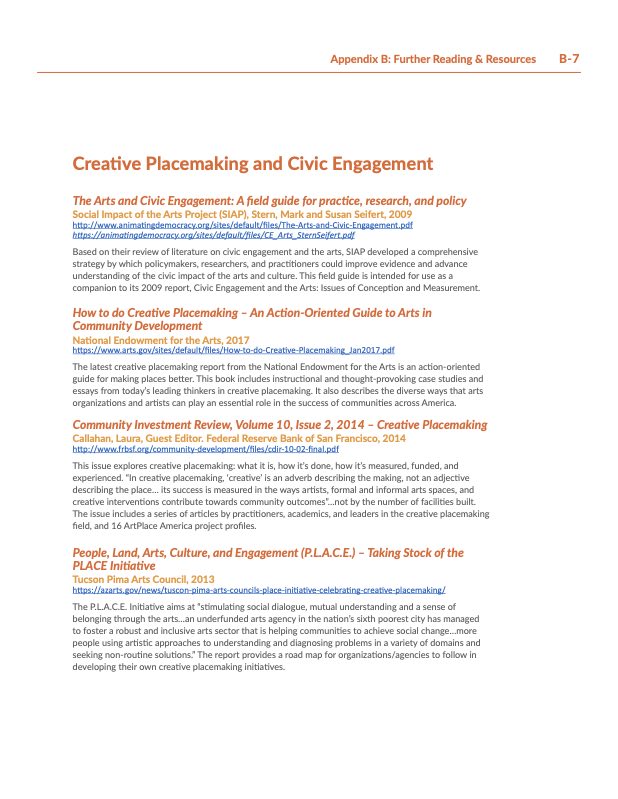 Appendix B: Further Reading & Resources B-7
Creative Placemaking and Civic Engagement
The Arts and Civic Engagement: A field guide for practice, research, and policy
Social Impact of the Arts Project (SIAP), Stern, Mark and Susan Seifert, 2009
http://www.animatingdemocracy.org/sites/default/files/The-Arts-and-Civic-Engagement.pdf
https://animatingdemocracy.org/sites/default/files/CE_Arts_SternSeifert.pdf
Based on their review of literature on civic engagement and the arts, SIAP developed a comprehensive
strategy by which policymakers, researchers, and practitioners could improve evidence and advance
understanding of the civic impact of the arts and culture. This field guide is intended for use as a
companion to its 2009 report, Civic Engagement and the Arts: Issues of Conception and Measurement.
How to do Creative Placemaking – An Action-Oriented Guide to Arts in
Community Development
National Endowment for the Arts, 2017
https://www.arts.gov/sites/default/files/How-to-do-Creative-Placemaking_Jan2017.pdf
The latest creative placemaking report from the National Endowment for the Arts is an action-oriented
guide for making places better. This book includes instructional and thought-provoking case studies and
essays from today's leading thinkers in creative placemaking. It also describes the diverse ways that arts
organizations and artists can play an essential role in the success of communities across America.
Community Investment Review, Volume 10, Issue 2, 2014 – Creative Placemaking
Callahan, Laura, Guest Editor. Federal Reserve Bank of San Francisco, 2014
http://www.frbsf.org/community-development/files/cdir-10-02-final.pdf
This issue explores creative placemaking: what it is, how it's done, how it's measured, funded, and
experienced. "In creative placemaking, 'creative' is an adverb describing the making, not an adjective
describing the place... its success is measured in the ways artists, formal and informal arts spaces, and
creative interventions contribute towards community outcomes"...not by the number of facilities built.
The issue includes a series of articles by practitioners, academics, and leaders in the creative placemaking
field, and 16 ArtPlace America project profiles.
People, Land, Arts, Culture, and Engagement (P.L.A.C.E.) – Taking Stock of the
PLACE Initiative
Tucson Pima Arts Council, 2013
https://azarts.gov/news/tuscon-pima-arts-councils-place-initiative-celebrating-creative-placemaking/
The P.L.A.C.E. Initiative aims at "stimulating social dialogue, mutual understanding and a sense of
belonging through the arts...an underfunded arts agency in the nation's sixth poorest city has managed
to foster a robust and inclusive arts sector that is helping communities to achieve social change...more
people using artistic approaches to understanding and diagnosing problems in a variety of domains and
seeking non-routine solutions." The report provides a road map for organizations/agencies to follow in
developing their own creative placemaking initiatives.